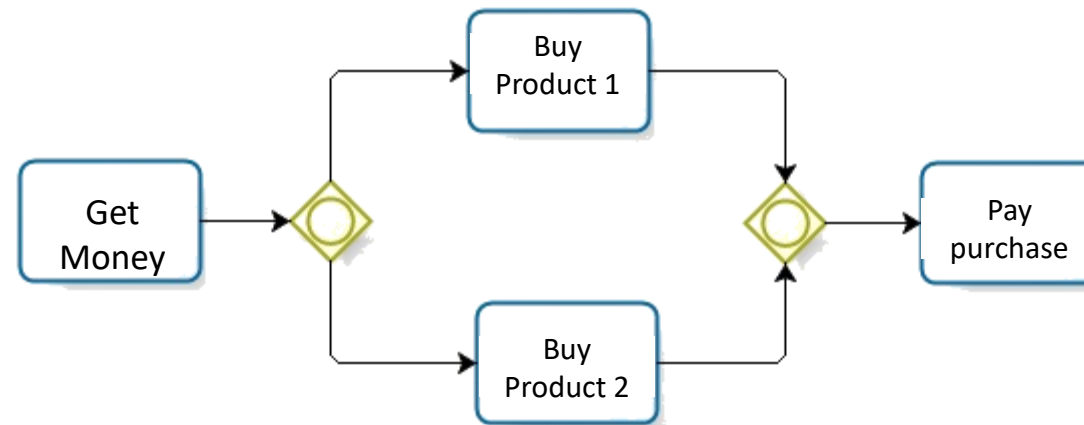 Get
Money
Buy
Product 1
Buy
Product 2
Pay
purchase